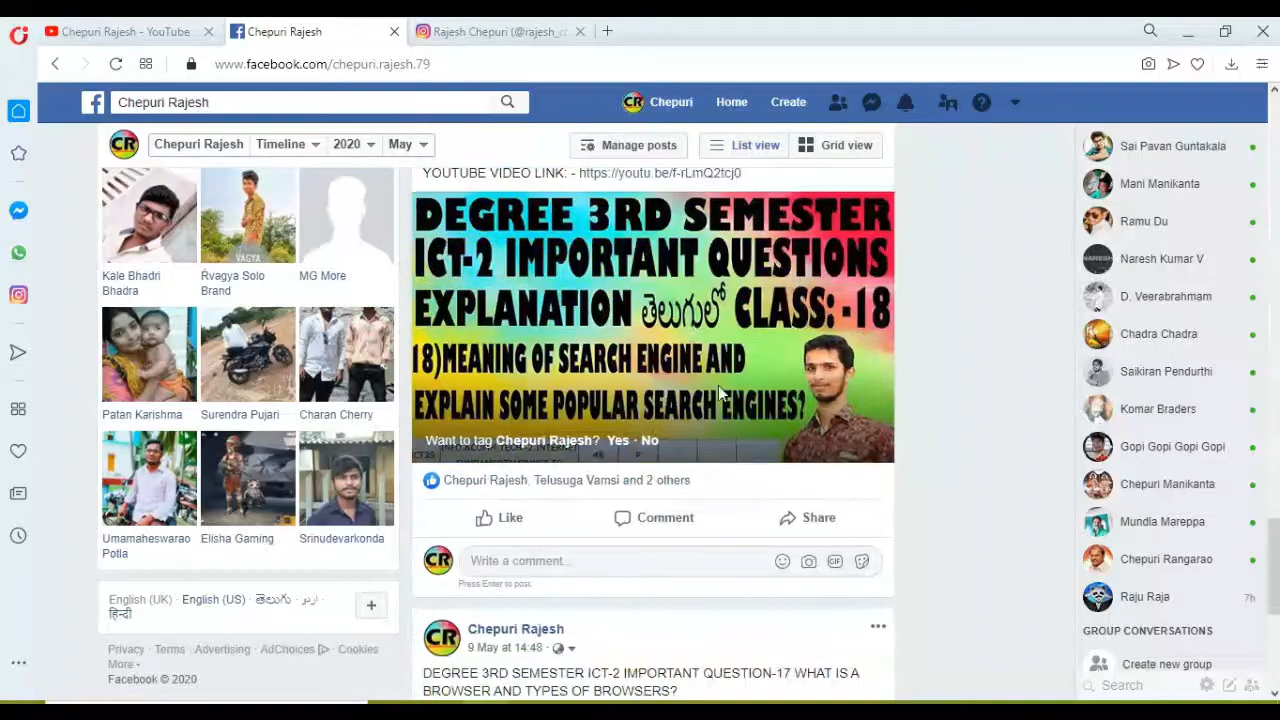 Chepuri Rajesh - YouTube
Chepuri Rajesh
Rajesh Chepuri (@rajesh_c
www.facebook.com/chepuri.rajesh.79
Chepuri Rajesh
Chepuri
Home
Create
CR
Chepuri Rajesh
Timeline
2020
May
Manage posts
List view
Grid view
YOUTUBE VIDEO LINK: - https://youtu.be/f-rLmQ2tcj0
Kale Bhadri
Bhadra
VAGYA
Rvagya Solo
Brand
MG More
Patan Karishma
Surendra Pujari
Charan Cherry
Umamaheswarao
Potla
Elisha Gaming
Srinudevarkonda
English (UK) · English (US) · తెలుగు · اردو ·
हिन्दी
Privacy · Terms · Advertising · AdChoices · Cookies ·
More
Facebook © 2020
DEGREE 3RD SEMESTER
ICT-2 IMPORTANT QUESTIONS
EXPLANATION తెలుగులో CLASS: -18
18)MEANING OF SEARCH ENGINE AND
EXPLAIN SOME POPULAR SEARCH ENGINES?
Want to tag Chepuri Rajesh? Yes · No
Chepuri Rajesh, Telusuga Vamsi and 2 others
Like
Comment
Share
CR
Write a comment...
GIF
Press Enter to post.
CR
Chepuri Rajesh
9 May at 14:48 ·
DEGREE 3RD SEMESTER ICT-2 IMPORTANT QUESTION-17 WHAT IS A
BROWSER AND TYPES OF BROWSERS?
Sai Pavan Guntakala
Mani Manikanta
Ramu Du
NARESH
Naresh Kumar V
D. Veerabrahmam
Chadra Chadra
Saikiran Pendurthi
Komar Braders
Gopi Gopi Gopi Gopi
Chepuri Manikanta
Mundla Mareppa
Chepuri Rangarao
Raju Raja
7h
GROUP CONVERSATIONS
Create new group
Search